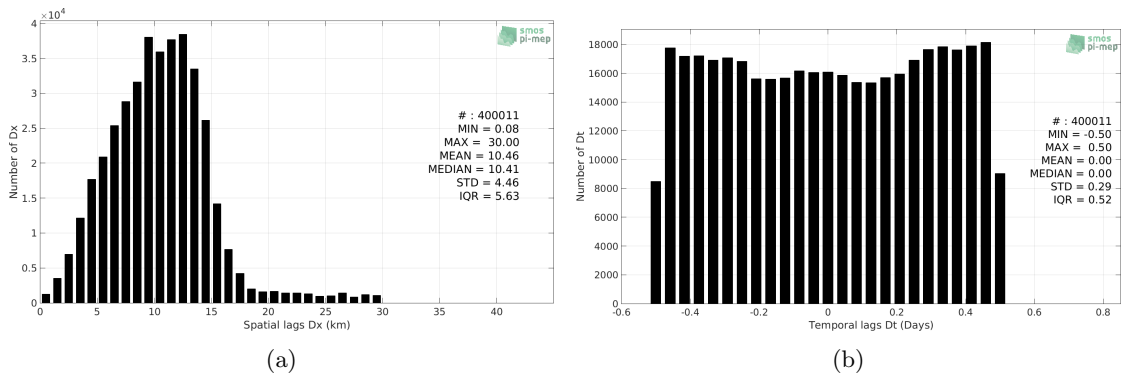 ×10^4
4
3.5
3
2.5
2
1.5
1
0.5
0
0 5 10 15 20 25 30 35 40
Number of Dx
Spatial lags Dx (km)
smos
pi-mep
# : 400011
MIN = 0.08
MAX = 30.00
MEAN = 10.46
MEDIAN = 10.41
STD = 4.46
IQR = 5.63
(a)
18000
16000
14000
12000
10000
8000
6000
4000
2000
0
-0.6 -0.4 -0.2 0 0.2 0.4 0.6 0.8
Number of Dt
Temporal lags Dt (Days)
smos
pi-mep
# : 400011
MIN = -0.50
MAX = 0.50
MEAN = 0.00
MEDIAN = 0.00
STD = 0.29
IQR = 0.52
(b)